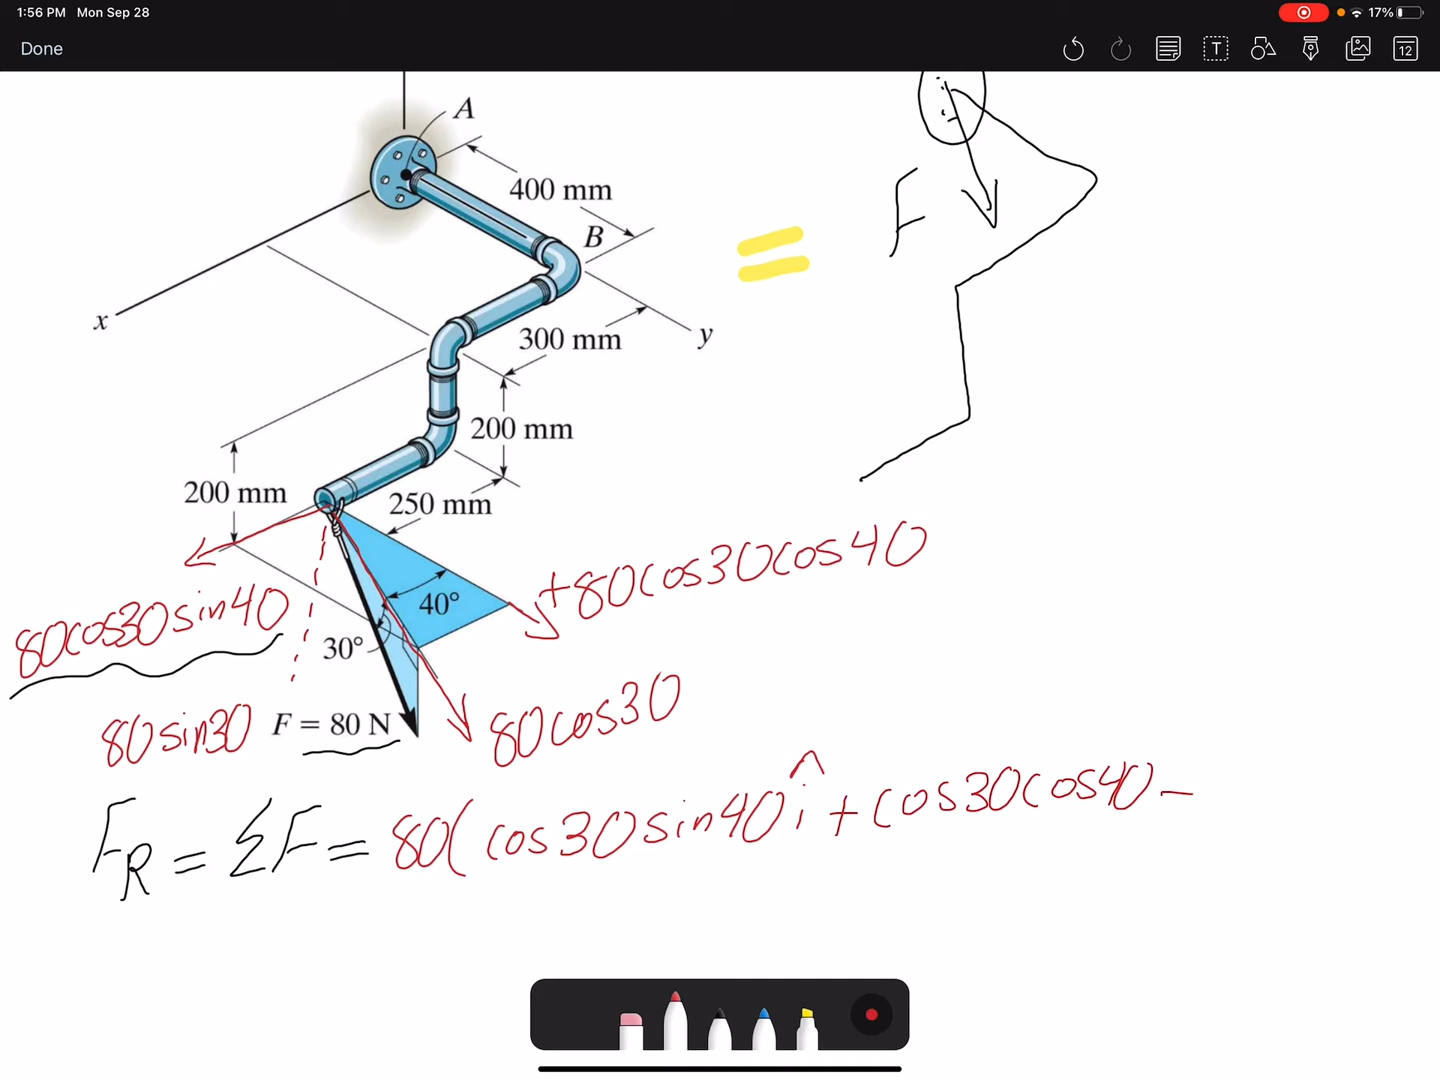 1:56 PM Mon Sep 28
17%
Done
T
12
A
400 mm
B
F
x
300 mm
y
200 mm
200 mm
250 mm
+80cos30cos40
40°
80cos30sin40
30°
80sin30
F = 80 N
80cos30
F_R = ΣF = 80(cos30sin40 î + cos30cos40 –